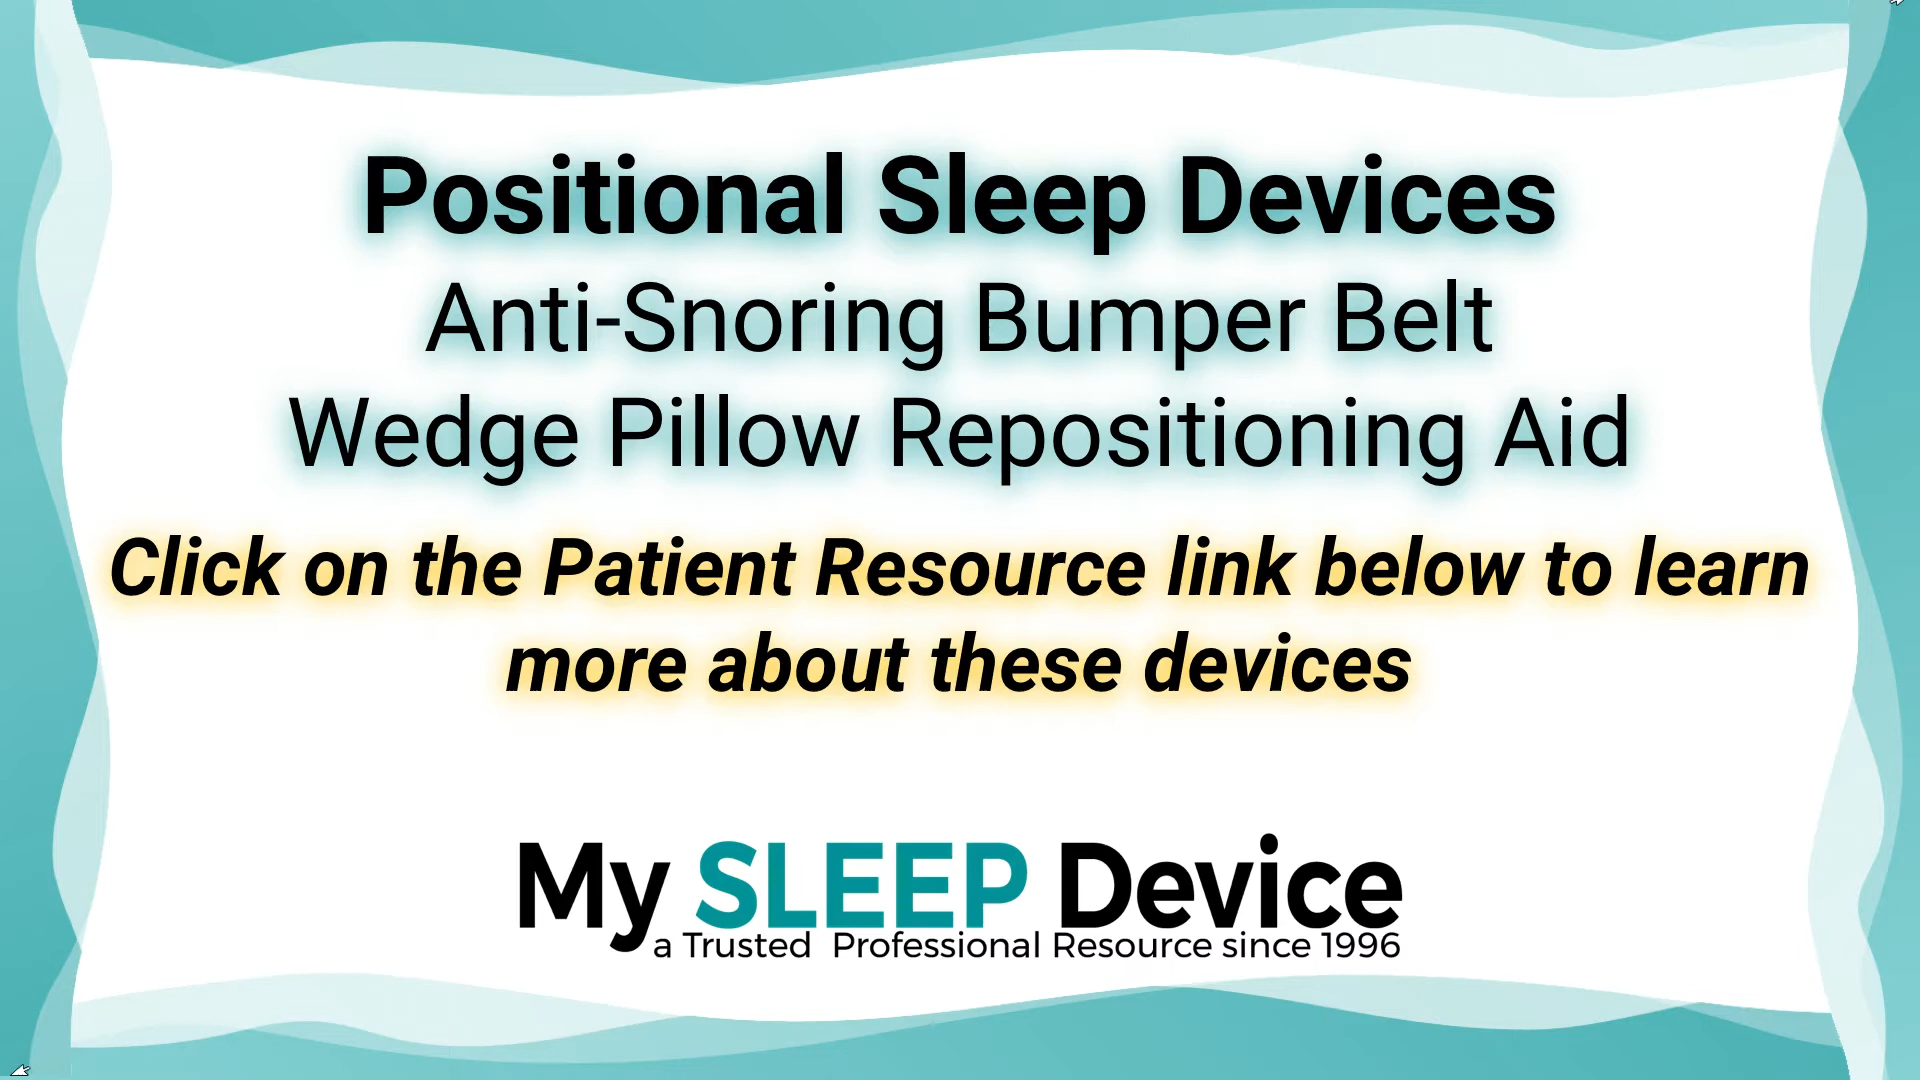 Positional Sleep Devices
Anti-Snoring Bumper Belt
Wedge Pillow Repositioning Aid
Click on the Patient Resource link below to learn
more about these devices
My SLEEP Device
a Trusted Professional Resource since 1996